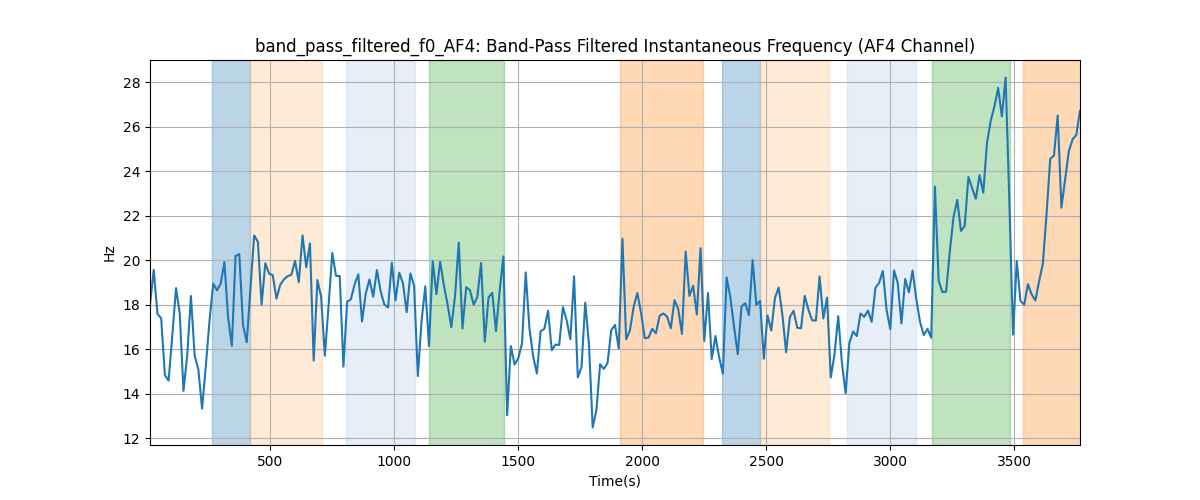 band_pass_filtered_f0_AF4: Band-Pass Filtered Instantaneous Frequency (AF4 Channel)
28
26
24
22
20
18
16
14
12
Hz
500 1000 1500 2000 2500 3000 3500
Time(s)